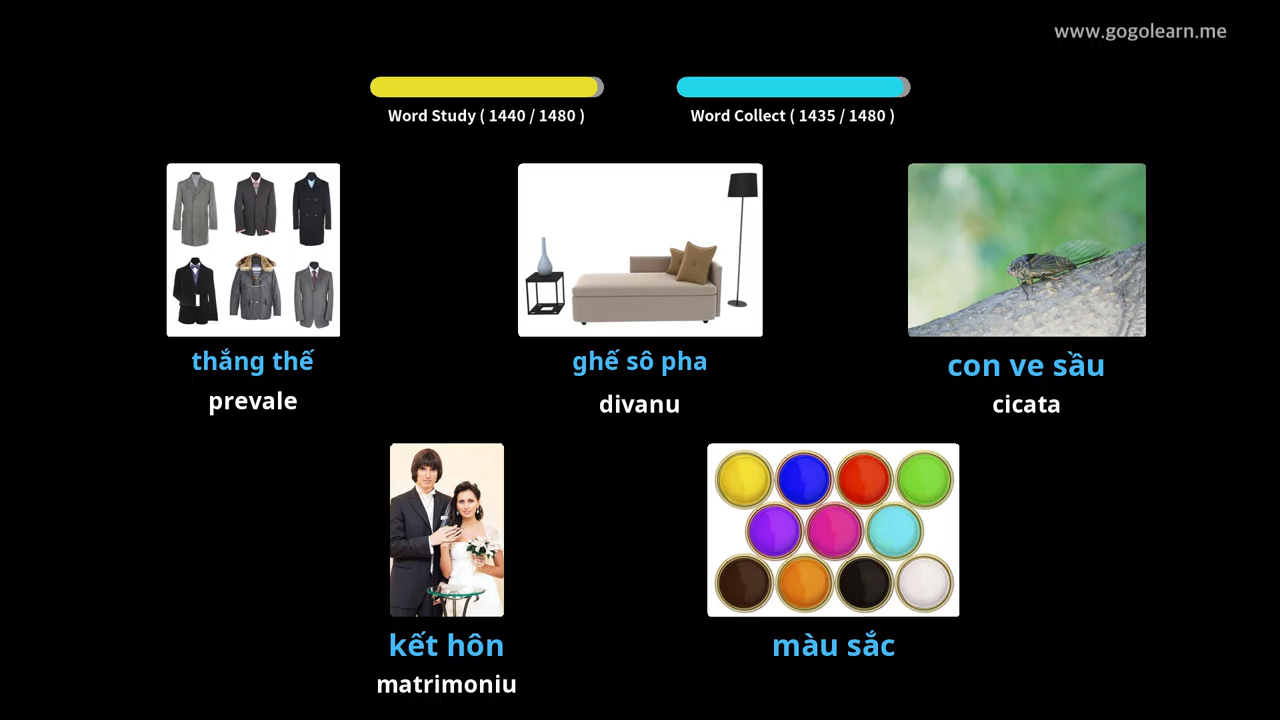 www.gogolearn.me
Word Study ( 1440 / 1480 )
Word Collect ( 1435 / 1480 )
thắng thế
ghế sô pha
con ve sầu
prevale
divanu
cicata
kết hôn
màu sắc
matrimoniu